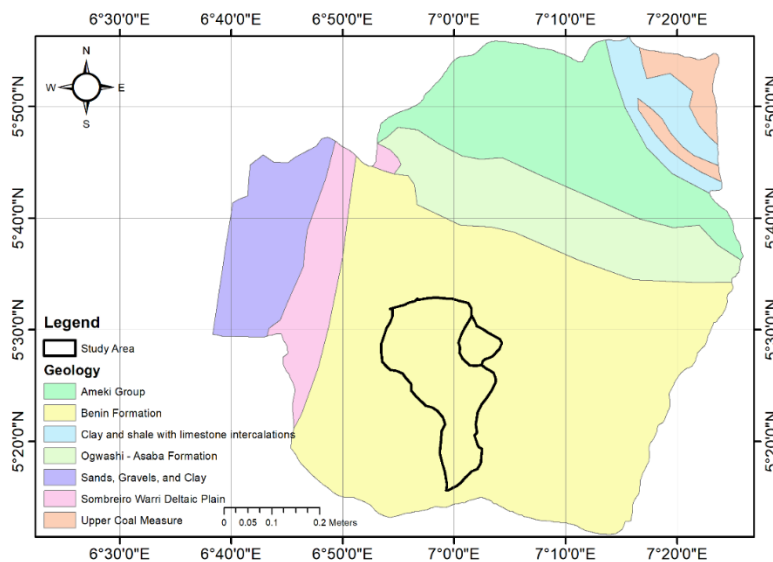 6°30'0"E 6°40'0"E 6°50'0"E 7°0'0"E 7°10'0"E 7°20'0"E
N
W E
S
5°50'0"N 5°50'0"N
5°40'0"N 5°40'0"N
5°30'0"N 5°30'0"N
5°20'0"N 5°20'0"N
Legend
Study Area
Geology
Ameki Group
Benin Formation
Clay and shale with limestone intercalations
Ogwashi - Asaba Formation
Sands, Gravels, and Clay
Sombreiro Warri Deltaic Plain
Upper Coal Measure
0 0.05 0.1 0.2 Meters
6°30'0"E 6°40'0"E 6°50'0"E 7°0'0"E 7°10'0"E 7°20'0"E